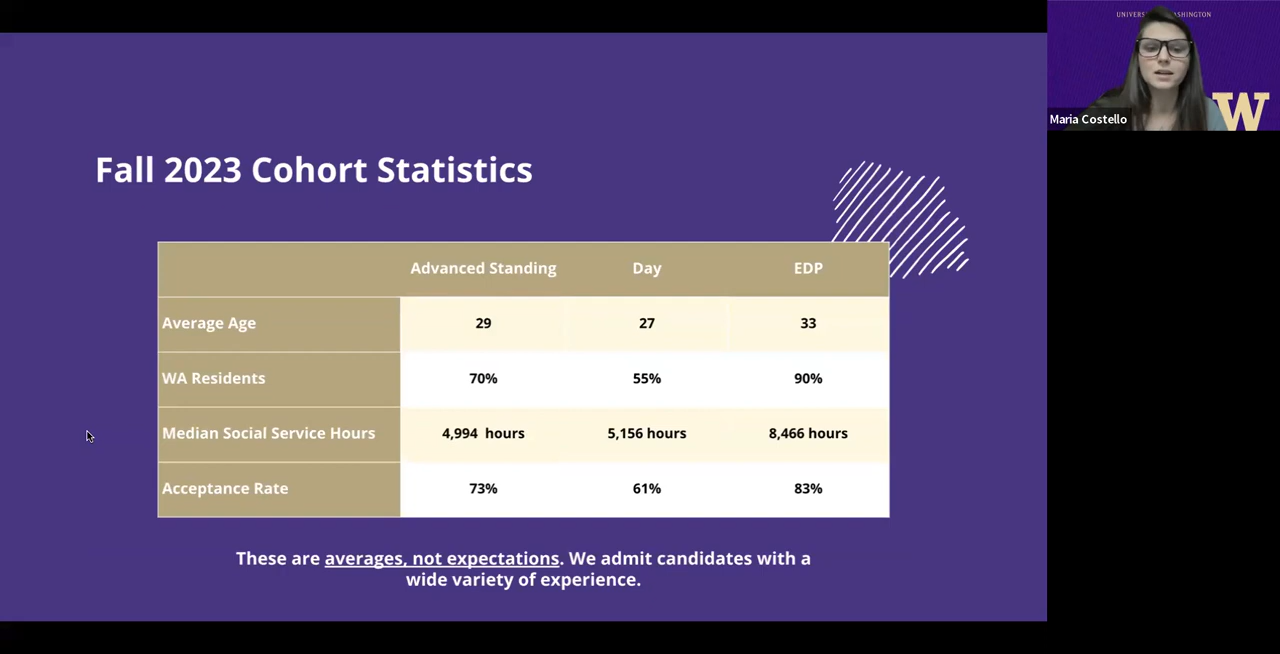 UNIVERS
SHINGTON
W
Maria Costello
Fall 2023 Cohort Statistics
Advanced Standing Day EDP
Average Age 29 27 33
WA Residents 70% 55% 90%
Median Social Service Hours 4,994 hours 5,156 hours 8,466 hours
Acceptance Rate 73% 61% 83%
These are averages, not expectations. We admit candidates with a
wide variety of experience.